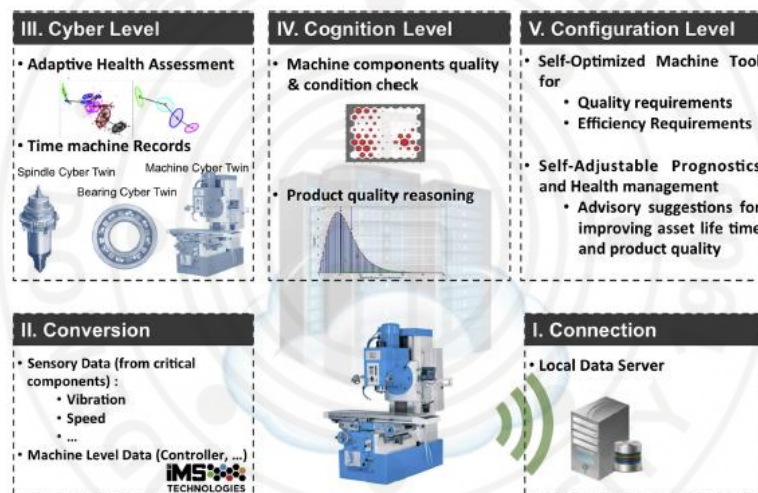 III. Cyber Level
• Adaptive Health Assessment
• Time machine Records
Spindle Cyber Twin
Machine Cyber Twin
Bearing Cyber Twin
IV. Cognition Level
• Machine components quality
& condition check
• Product quality reasoning
V. Configuration Level
• Self-Optimized Machine Tool
for
• Quality requirements
• Efficiency Requirements
• Self-Adjustable Prognostics
and Health management
• Advisory suggestions for
improving asset life time
and product quality
II. Conversion
• Sensory Data (from critical
components) :
• Vibration
• Speed
• ...
• Machine Level Data (Controller, ...)
iMS
TECHNOLOGIES
I. Connection
• Local Data Server